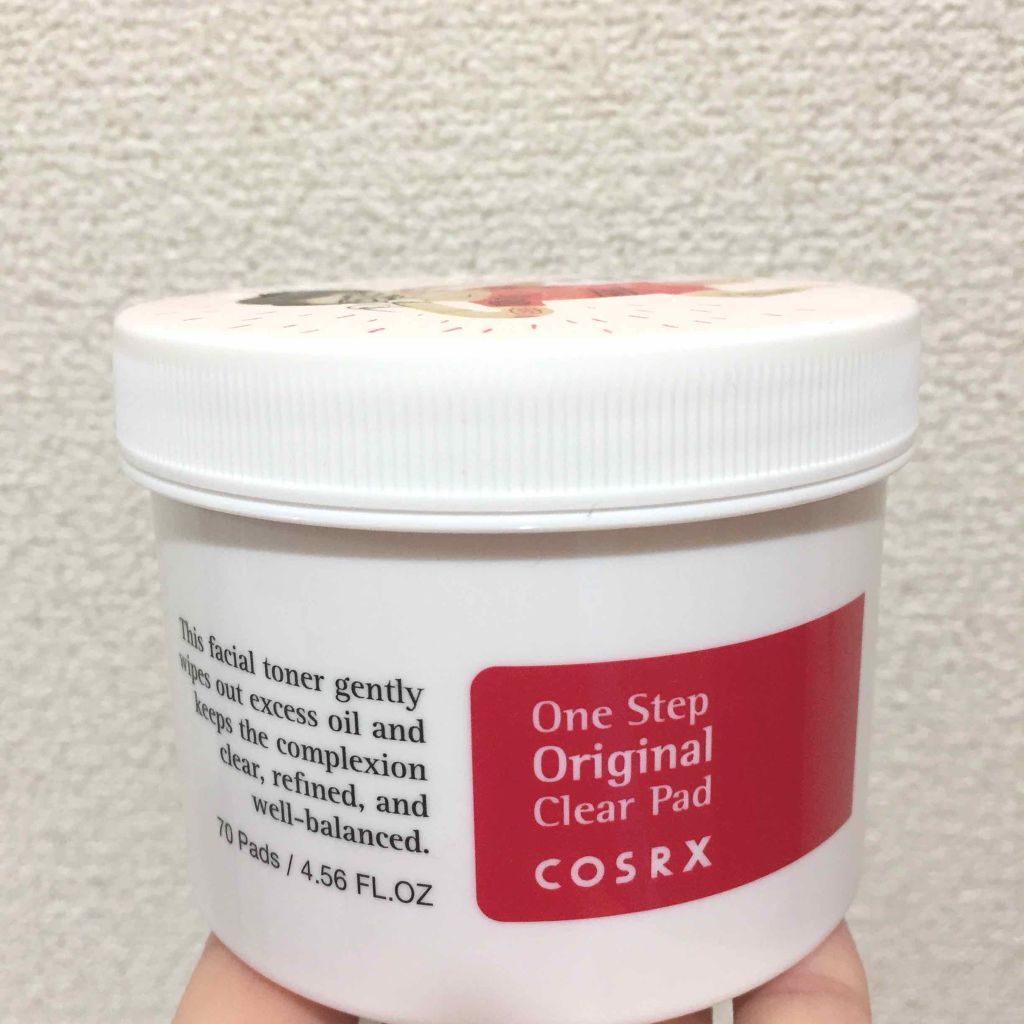 This facial toner gently
wipes out excess oil and
keeps the complexion
clear, refined, and
well-balanced.
70 Pads / 4.56 FL.OZ
One Step
Original
Clear Pad
COSRX